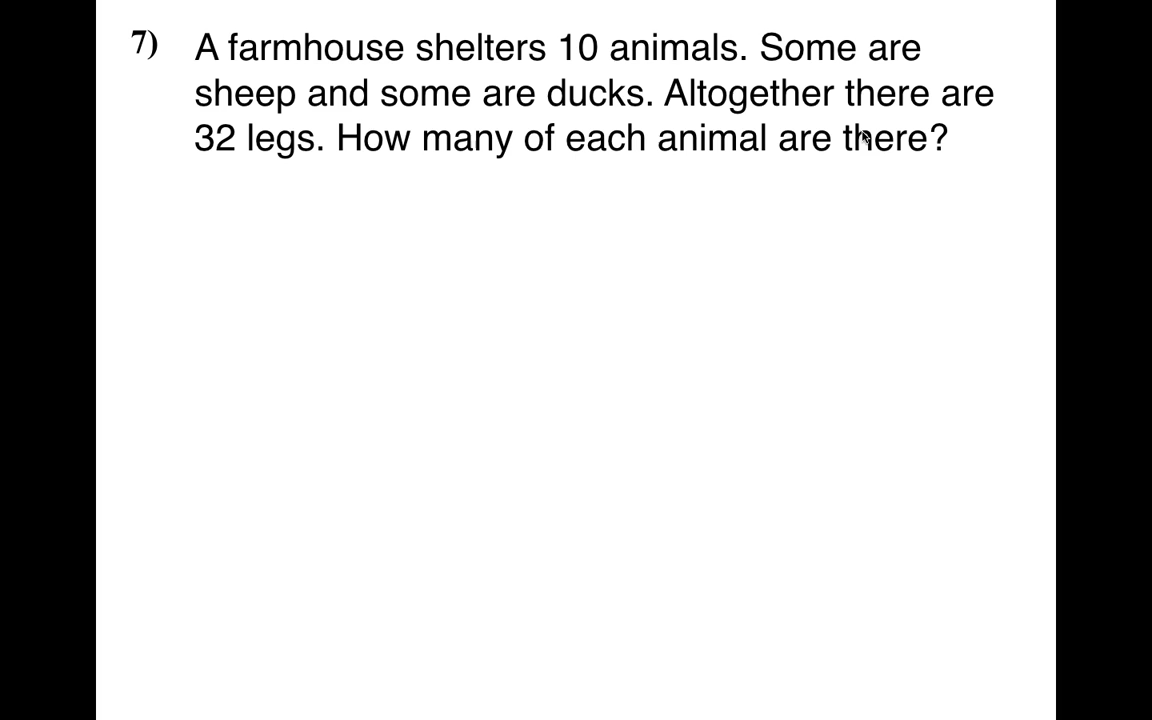 7) A farmhouse shelters 10 animals. Some are
sheep and some are ducks. Altogether there are
32 legs. How many of each animal are there?